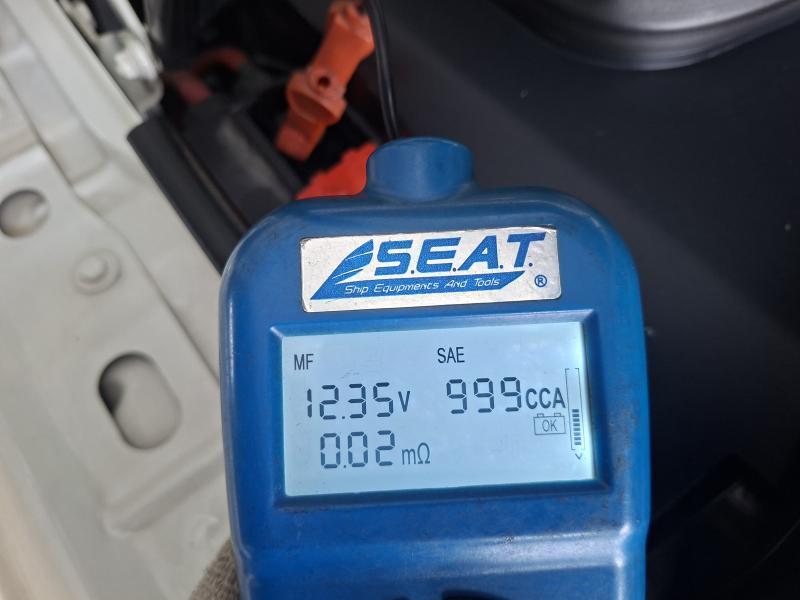 S.E.A.T.
Ship Equipments And Tools ®
MF SAE
12.35V 999CCA
OK
0.02mΩ